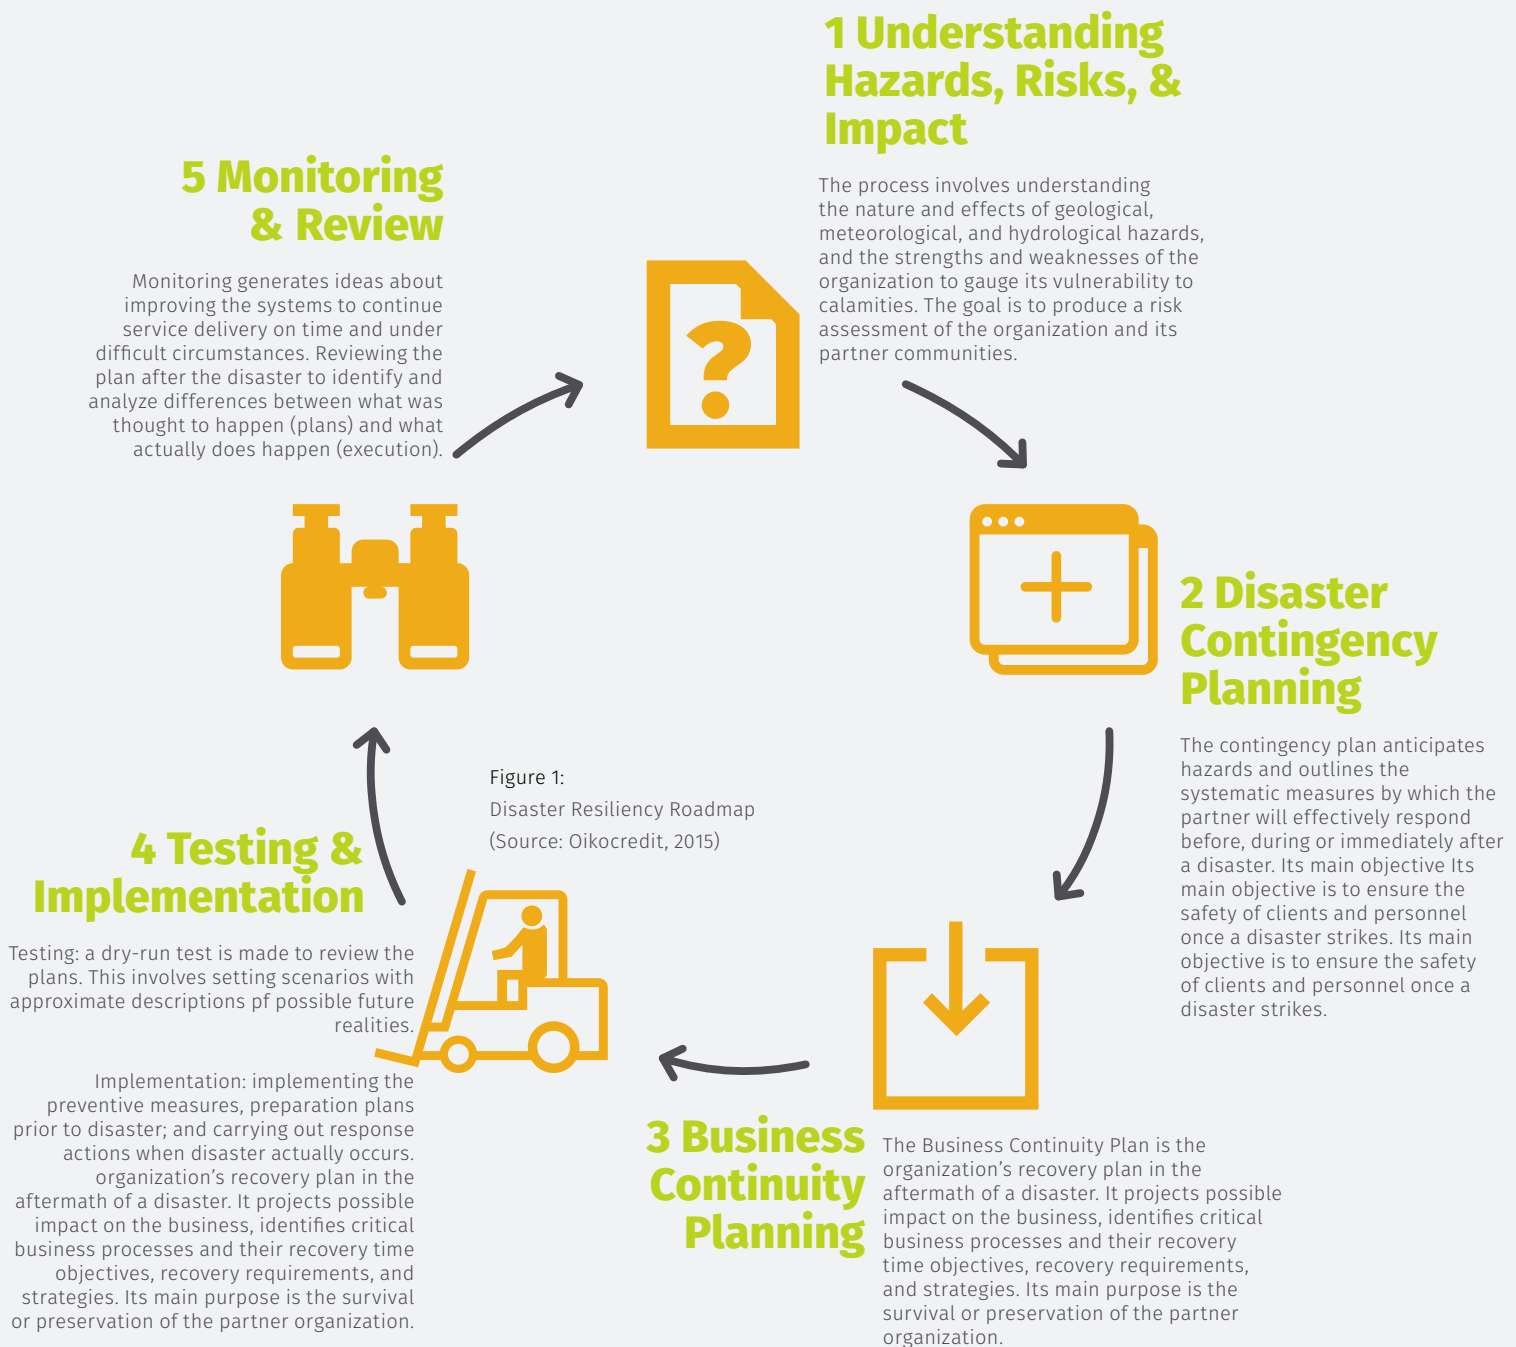 1 Understanding
Hazards, Risks, &
Impact
The process involves understanding
the nature and effects of geological,
meteorological, and hydrological hazards,
and the strengths and weaknesses of the
organization to gauge its vulnerability to
calamities. The goal is to produce a risk
assessment of the organization and its
partner communities.
2 Disaster
Contingency
Planning
The contingency plan anticipates
hazards and outlines the
systematic measures by which the
partner will effectively respond
before, during or immediately after
a disaster. Its main objective Its
main objective is to ensure the
safety of clients and personnel
once a disaster strikes. Its main
objective is to ensure the safety
of clients and personnel once a
disaster strikes.
3 Business
Continuity
Planning
The Business Continuity Plan is the
organization's recovery plan in the
aftermath of a disaster. It projects possible
impact on the business, identifies critical
business processes and their recovery
time objectives, recovery requirements,
and strategies. Its main purpose is the
survival or preservation of the partner
organization.
4 Testing &
Implementation
Testing: a dry-run test is made to review the
plans. This involves setting scenarios with
approximate descriptions pf possible future
realities.
Implementation: implementing the
preventive measures, preparation plans
prior to disaster; and carrying out response
actions when disaster actually occurs.
organization's recovery plan in the
aftermath of a disaster. It projects possible
impact on the business, identifies critical
business processes and their recovery time
objectives, recovery requirements, and
strategies. Its main purpose is the survival
or preservation of the partner organization.
5 Monitoring
& Review
Monitoring generates ideas about
improving the systems to continue
service delivery on time and under
difficult circumstances. Reviewing the
plan after the disaster to identify and
analyze differences between what was
thought to happen (plans) and what
actually does happen (execution).
?
Figure 1:
Disaster Resiliency Roadmap
(Source: Oikocredit, 2015)